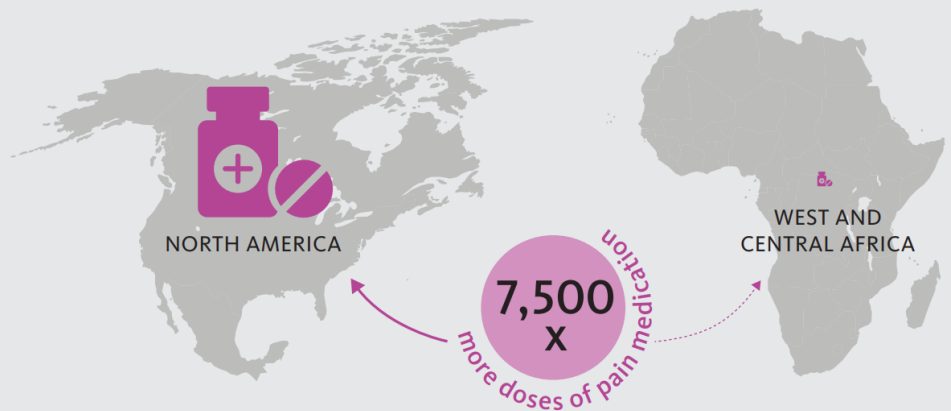 NORTH AMERICA
7,500
x
more doses of pain medication
WEST AND
CENTRAL AFRICA